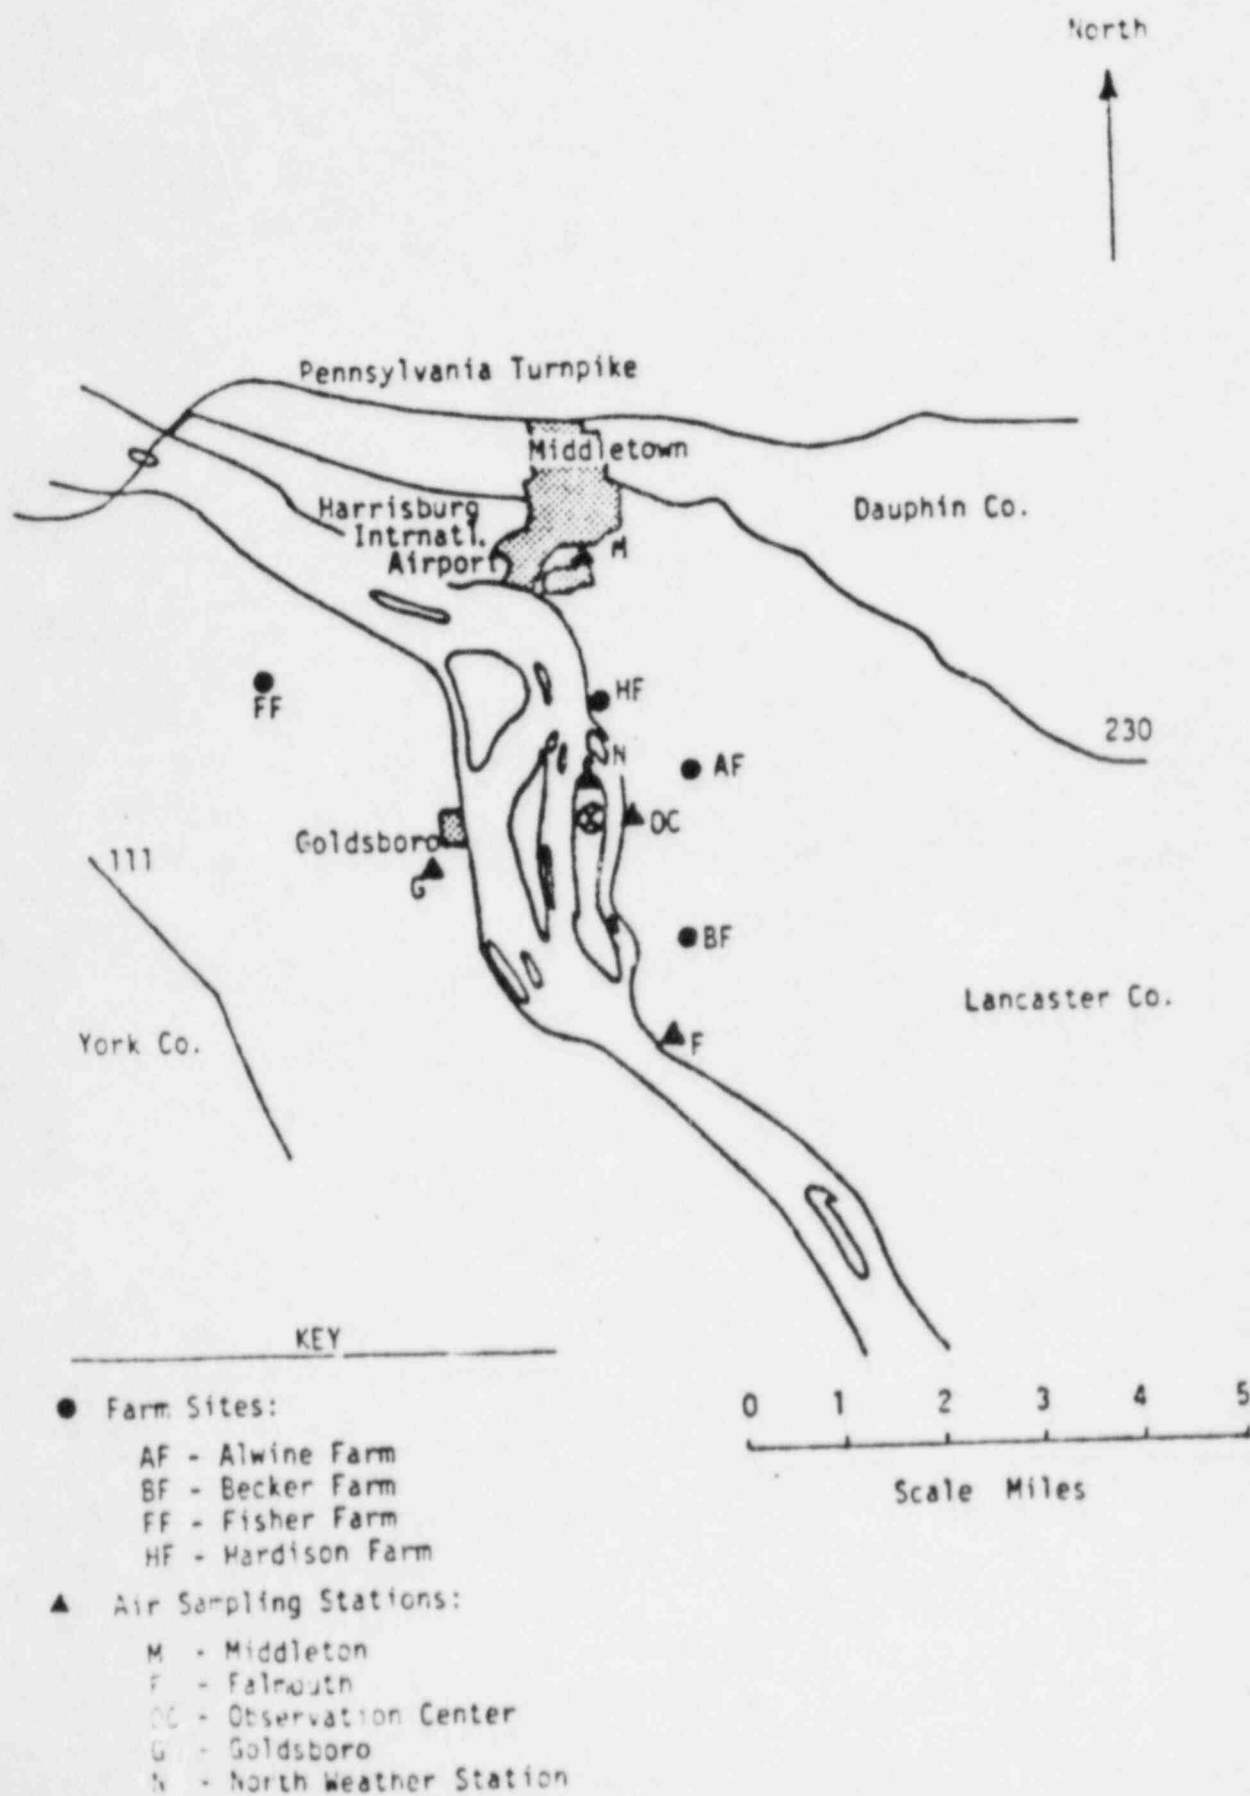 North
Pennsylvania Turnpike
Middletown
Harrisburg
Intrnatl.
Airport
M
Dauphin Co.
FF
HF
230
N
AF
OC
Goldsboro
111
G
BF
Lancaster Co.
York Co.
F
KEY
Farm Sites:
AF - Alwine Farm
BF - Becker Farm
FF - Fisher Farm
HF - Hardison Farm
Air Sampling Stations:
M - Middleton
F - Falmouth
OC - Observation Center
G - Goldsboro
N - North Weather Station
0 1 2 3 4 5
Scale Miles